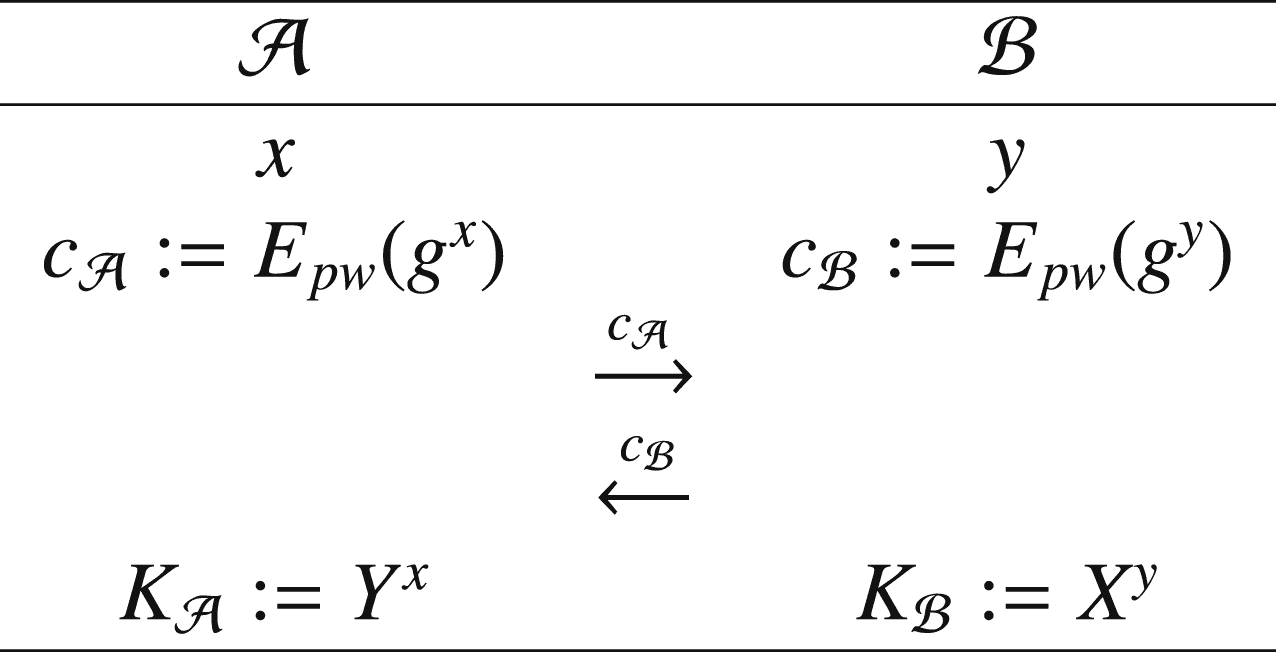 𝒜 ℬ
x y
c_𝒜 := E_pw(g^x) c_ℬ := E_pw(g^y)
c_𝒜
→
c_ℬ
←
K_𝒜 := Y^x K_ℬ := X^y